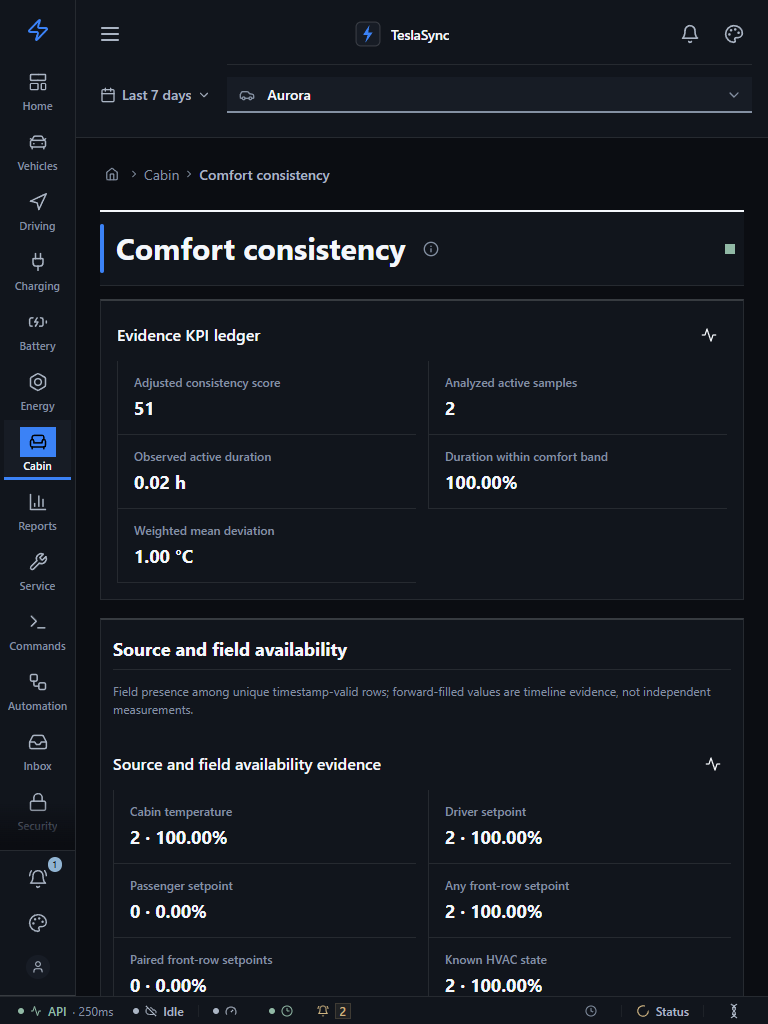 TeslaSync
Last 7 days
Aurora
Home
Vehicles
Driving
Charging
Battery
Energy
Cabin
Reports
Service
Commands
Automation
Inbox
Security
1
Cabin
Comfort consistency
Comfort consistency
Evidence KPI ledger
Adjusted consistency score
51
Analyzed active samples
2
Observed active duration
0.02 h
Duration within comfort band
100.00%
Weighted mean deviation
1.00 °C
Source and field availability
Field presence among unique timestamp-valid rows; forward-filled values are timeline evidence, not independent
measurements.
Source and field availability evidence
Cabin temperature
2 · 100.00%
Driver setpoint
2 · 100.00%
Passenger setpoint
0 · 0.00%
Any front-row setpoint
2 · 100.00%
Paired front-row setpoints
0 · 0.00%
Known HVAC state
2 · 100.00%
API · 250ms
Idle
2
Status